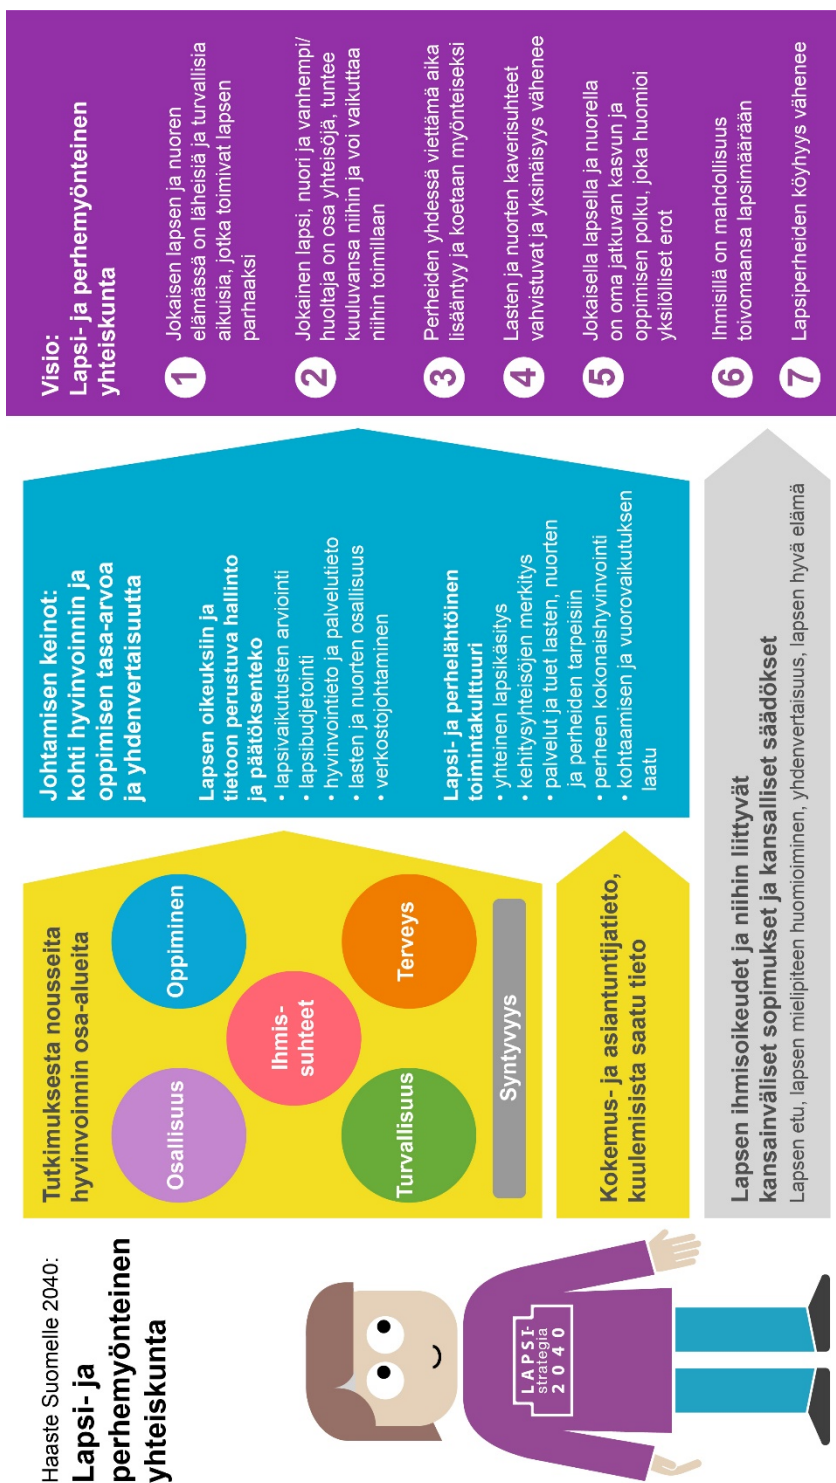 Haaste Suomelle 2040:
Lapsi- ja
perhemyönteinen
yhteiskunta
LAPSI-
strategia
2040
Tutkimuksesta nousseita
hyvinvoinnin osa-alueita
Osallisuus
Oppiminen
Ihmis-
suhteet
Turvallisuus
Terveys
Syntyvyys
Kokemus- ja asiantuntijatieto,
kuulemisista saatu tieto
Johtamisen keinot:
kohti hyvinvoinnin ja
oppimisen tasa-arvoa
ja yhdenvertaisuutta
Lapsen oikeuksiin ja
tietoon perustuva hallinto
ja päätöksenteko
• lapsivaikutusten arviointi
• lapsibudjetointi
• hyvinvointieto ja palvelutieto
• lasten ja nuorten osallisuus
• verkostojohtaminen
Lapsi- ja perhelähtöinen
toimintakulttuuri
• yhteinen lapsikäsitys
• kehitysyhteisöjen merkitys
• palvelut ja tuet lasten, nuorten
ja perheiden tarpeisiin
• perheen kokonaishyvinvointi
• kohtaamisen ja vuorovaikutuksen
laatu
Lapsen ihmisoikeudet ja niihin liittyvät
kansainväliset sopimukset ja kansalliset säädökset
Lapsen etu, lapsen mielipiteen huomioiminen, yhdenvertaisuus, lapsen hyvä elämä
Visio:
Lapsi- ja perhemyönteinen
yhteiskunta
1 Jokaisen lapsen ja nuoren
elämässä on läheisiä ja turvallisia
aikuisia, jotka toimivat lapsen
parhaaksi
2 Jokainen lapsi, nuori ja vanhempi/
huoltaja on osa yhteisöjä, tuntee
kuuluvansa niihin ja voi vaikuttaa
niihin toimillaan
3 Perheiden yhdessä viettämä aika
lisääntyy ja koetaan myönteiseksi
4 Lasten ja nuorten kaverisuhteet
vahvistuvat ja yksinäisyys vähenee
5 Jokaisella lapsella ja nuorella
on oma jatkuvan kasvun ja
oppimisen polku, joka huomioi
yksilölliset erot
6 Ihmisillä on mahdollisuus
toivomaansa lapsimäärään
7 Lapsiperheiden köyhyys vähenee